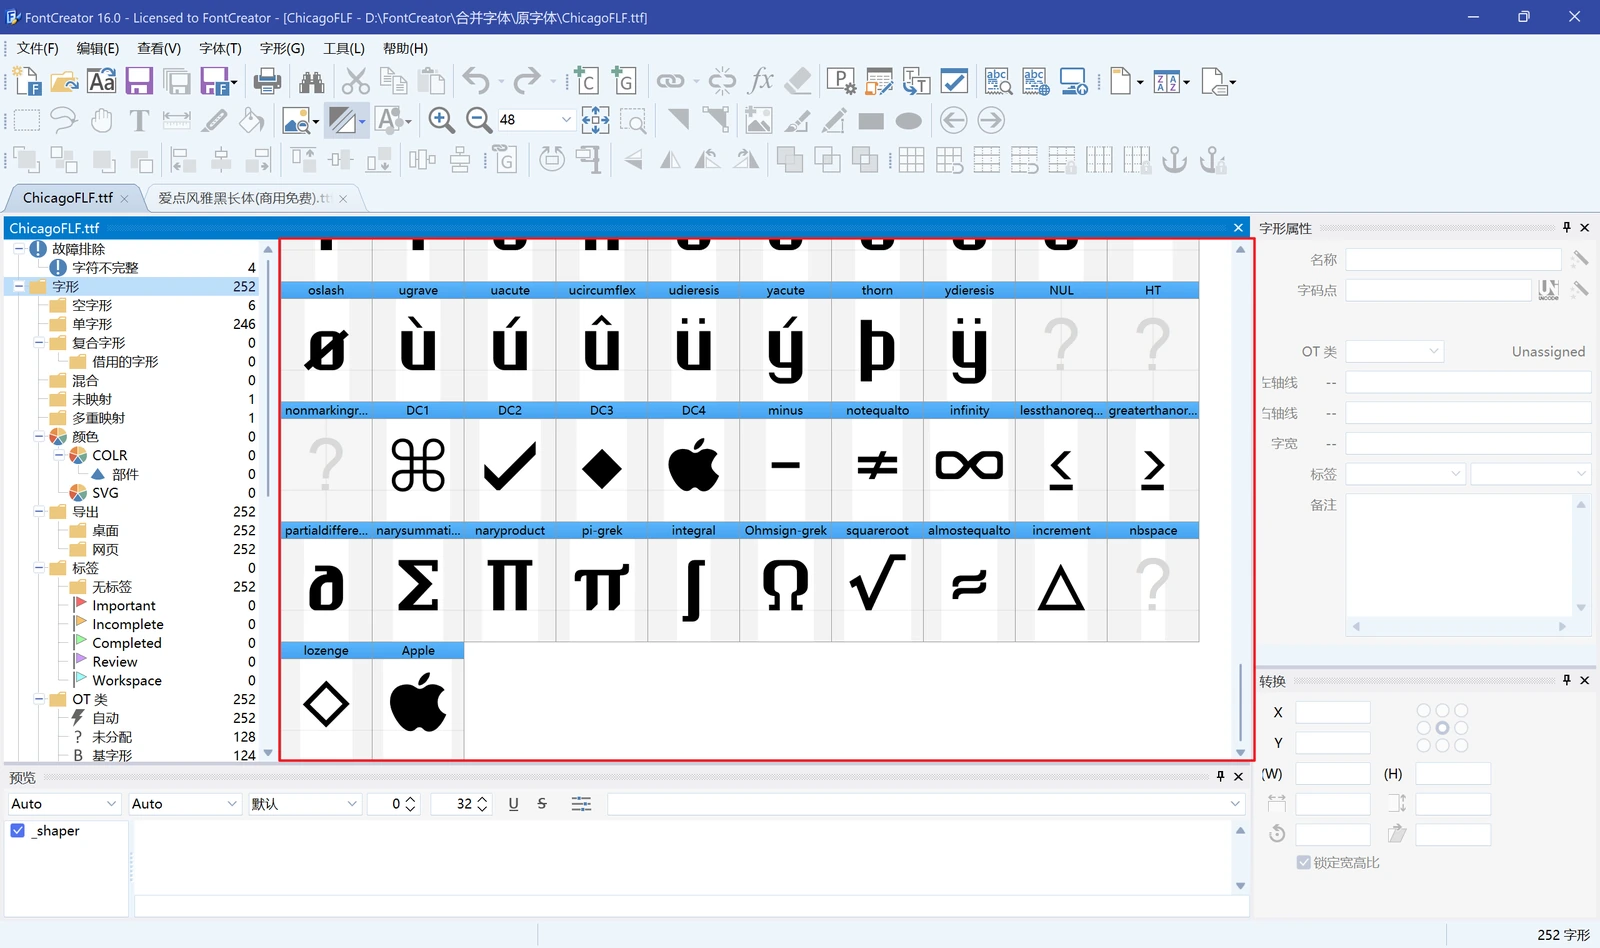 FontCreator 16.0 - Licensed to FontCreator - [ChicagoFLF - D:\FontCreator\合并字体\原字体\ChicagoFLF.ttf]
文件(F) 编辑(E) 查看(V) 字体(T) 字形(G) 工具(L) 帮助(H)
48
ChicagoFLF.ttf 爱点风雅黑长体(商用免费).tt
ChicagoFLF.ttf
故障排除
字符不完整 4
字形 252
空字形 6
单字形 246
复合字形 0
借用的字形 0
混合 0
未映射 1
多重映射 1
颜色 0
COLR 0
部件 0
SVG 0
导出 252
桌面 252
网页 252
标签 0
无标签 252
Important 0
Incomplete 0
Completed 0
Review 0
Workspace 0
OT 类 252
自动 252
未分配 128
基字形 124
oslash ugrave uacute ucircumflex udieresis yacute thorn ydieresis NUL HT
ø ù ú û ü ý þ ÿ ? ?
nonmarkingr... DC1 DC2 DC3 DC4 minus notequalto infinity lessthanoreq... greaterthanor...
? ⌘ ✓ ◆  − ≠ ∞ ≤ ≥
partialdiffere... narysummati... naryproduct pi-grek integral Ohmsign-grek squareroot almostequalto increment nbspace
∂ ∑ ∏ π ∫ Ω √ ≈ ∆ ?
lozenge Apple
◊ 
字形属性
名称
字码点
OT 类 Unassigned
左轴线 --
右轴线 --
字宽 --
标签
备注
转换
X
Y
(W) (H)
锁定宽高比
预览
Auto Auto 默认 0 32 U S
_shaper
252 字形